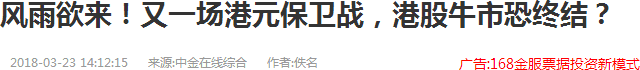 风雨欲来！又一场港元保卫战，港股牛市恐终结？
2018-03-23 14:12:15 来源:中金在线综合 作者:佚名 广告:168金服票据投资新模式